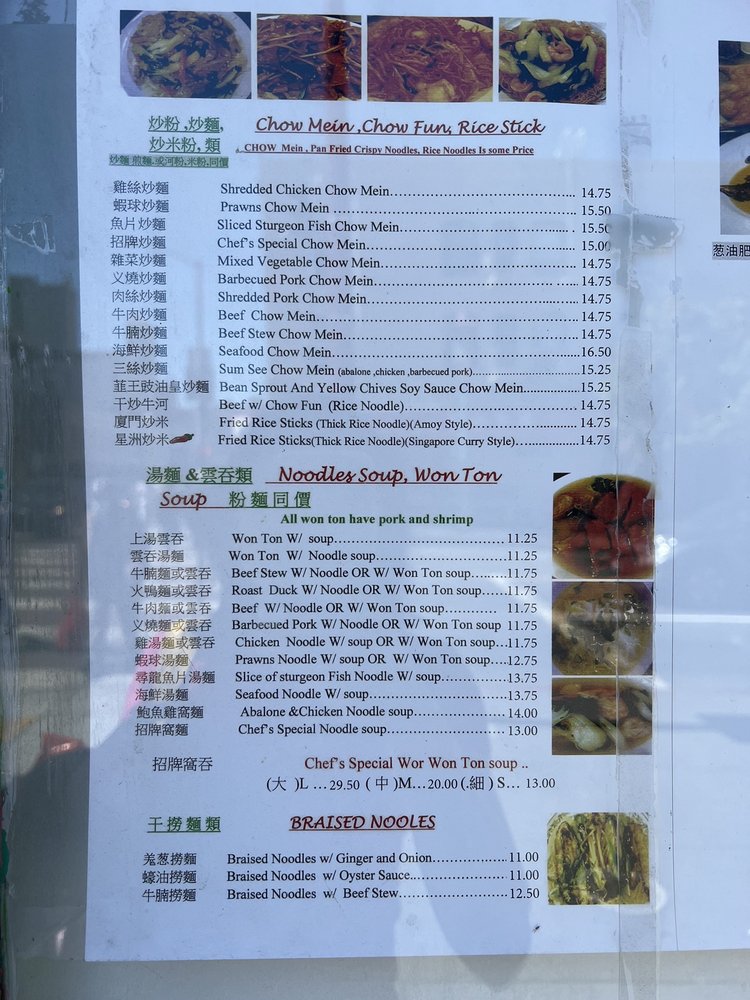 炒粉 ,炒麵, Chow Mein ,Chow Fun, Rice Stick
炒米粉, 類 , CHOW Mein , Pan Fried Crispy Noodles, Rice Noodles Is some Price
炒麵 煎麵,或河粉,米粉,同價
雞絲炒麵 Shredded Chicken Chow Mein 14.75
蝦球炒麵 Prawns Chow Mein 15.50
魚片炒麵 Sliced Sturgeon Fish Chow Mein 15.50
招牌炒麵 Chef's Special Chow Mein 15.00
雜菜炒麵 Mixed Vegetable Chow Mein 14.75
义燒炒麵 Barbecued Pork Chow Mein 14.75
肉絲炒麵 Shredded Pork Chow Mein 14.75
牛肉炒麵 Beef Chow Mein 14.75
牛腩炒麵 Beef Stew Chow Mein 14.75
海鮮炒麵 Seafood Chow Mein 16.50
三絲炒麵 Sum See Chow Mein (abalone ,chicken ,barbecued pork) 15.25
韮王豉油皇炒麵 Bean Sprout And Yellow Chives Soy Sauce Chow Mein 15.25
干炒牛河 Beef w/ Chow Fun (Rice Noodle) 14.75
廈門炒米 Fried Rice Sticks (Thick Rice Noodle)(Amoy Style) 14.75
星洲炒米 Fried Rice Sticks(Thick Rice Noodle)(Singapore Curry Style) 14.75
葱油肥
湯麵 &雲吞類 Noodles Soup, Won Ton
Soup 粉 麵 同 價
All won ton have pork and shrimp
上湯雲吞 Won Ton W/ soup 11.25
雲吞湯麵 Won Ton W/ Noodle soup 11.25
牛腩麵或雲吞 Beef Stew W/ Noodle OR W/ Won Ton soup 11.75
火鴨麵或雲吞 Roast Duck W/ Noodle OR W/ Won Ton soup 11.75
牛肉麵或雲吞 Beef W/ Noodle OR W/ Won Ton soup 11.75
义燒麵或雲吞 Barbecued Pork W/ Noodle OR W/ Won Ton soup 11.75
雞湯麵或雲吞 Chicken Noodle W/ soup OR W/ Won Ton soup 11.75
蝦球湯麵 Prawns Noodle W/ soup OR W/ Won Ton soup 12.75
尋龍魚片湯麵 Slice of sturgeon Fish Noodle W/ soup 13.75
海鮮湯麵 Seafood Noodle W/ soup 13.75
鮑魚雞窩麵 Abalone &Chicken Noodle soup 14.00
招牌窩麵 Chef's Special Noodle soup 13.00
招牌窩吞 Chef's Special Wor Won Ton soup ..
(大 )L … 29.50 ( 中 )M… 20.00 (.細 ) S… 13.00
干 撈 麵 類 BRAISED NOOLES
羗葱撈麵 Braised Noodles w/ Ginger and Onion 11.00
蠔油撈麵 Braised Noodles w/ Oyster Sauce 11.00
牛腩撈麵 Braised Noodles w/ Beef Stew 12.50